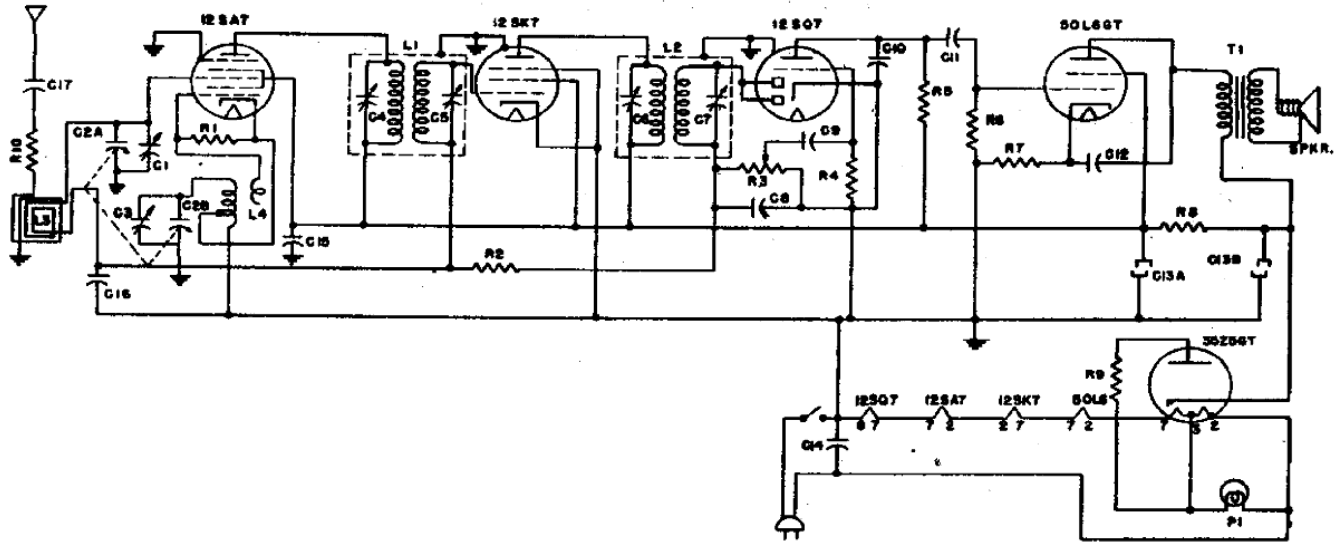 12SA7
12SK7
12SQ7
50L6GT
L1
L2
T1
C17
C10
C11
R10
C2A
C1
R1
C4
C5
C6
C7
C9
R5
R6
R7
C12
SPKR.
L3
C3
C2B
L4
R3
R4
C8
C15
R2
R8
C16
C13A
C13B
35Z5GT
R9
12SQ7
12SA7
12SK7
50L6
8 7
7 2
2 7
7 2
7
3
2
C14
P1